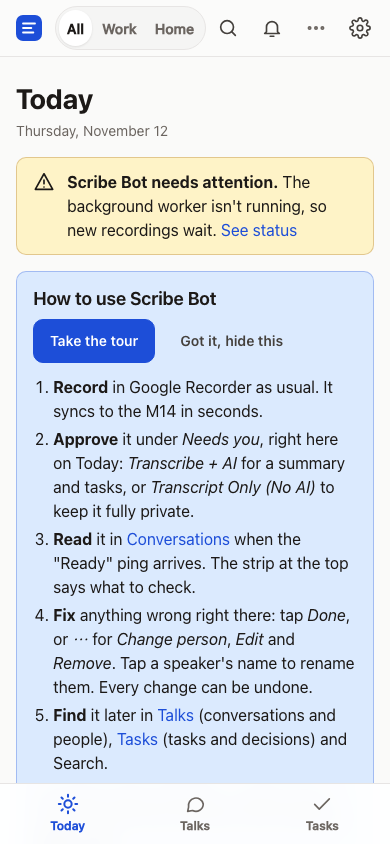 All Work Home
Today
Thursday, November 12
Scribe Bot needs attention. The
background worker isn't running, so
new recordings wait. See status
How to use Scribe Bot
Take the tour Got it, hide this
1. Record in Google Recorder as usual. It
syncs to the M14 in seconds.
2. Approve it under Needs you, right here
on Today: Transcribe + AI for a summary
and tasks, or Transcript Only (No AI) to
keep it fully private.
3. Read it in Conversations when the
"Ready" ping arrives. The strip at the top
says what to check.
4. Fix anything wrong right there: tap Done,
or ··· for Change person, Edit and
Remove. Tap a speaker's name to rename
them. Every change can be undone.
5. Find it later in Talks (conversations and
people), Tasks (tasks and decisions) and
Search.
Today Talks Tasks